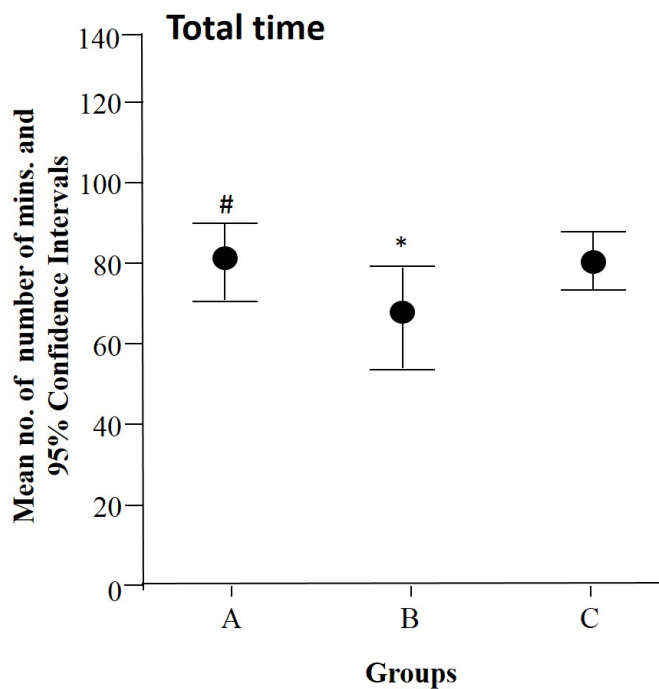 Total time
Mean no. of number of mins. and
95% Confidence Intervals
140
120
100
80
60
40
20
0
#
*
A B C
Groups